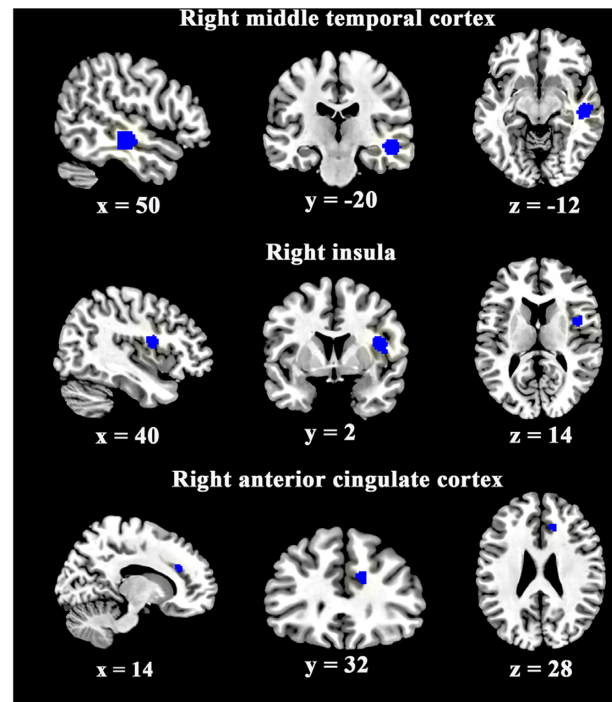 Right middle temporal cortex
x = 50
y = -20
z = -12
Right insula
x = 40
y = 2
z = 14
Right anterior cingulate cortex
x = 14
y = 32
z = 28